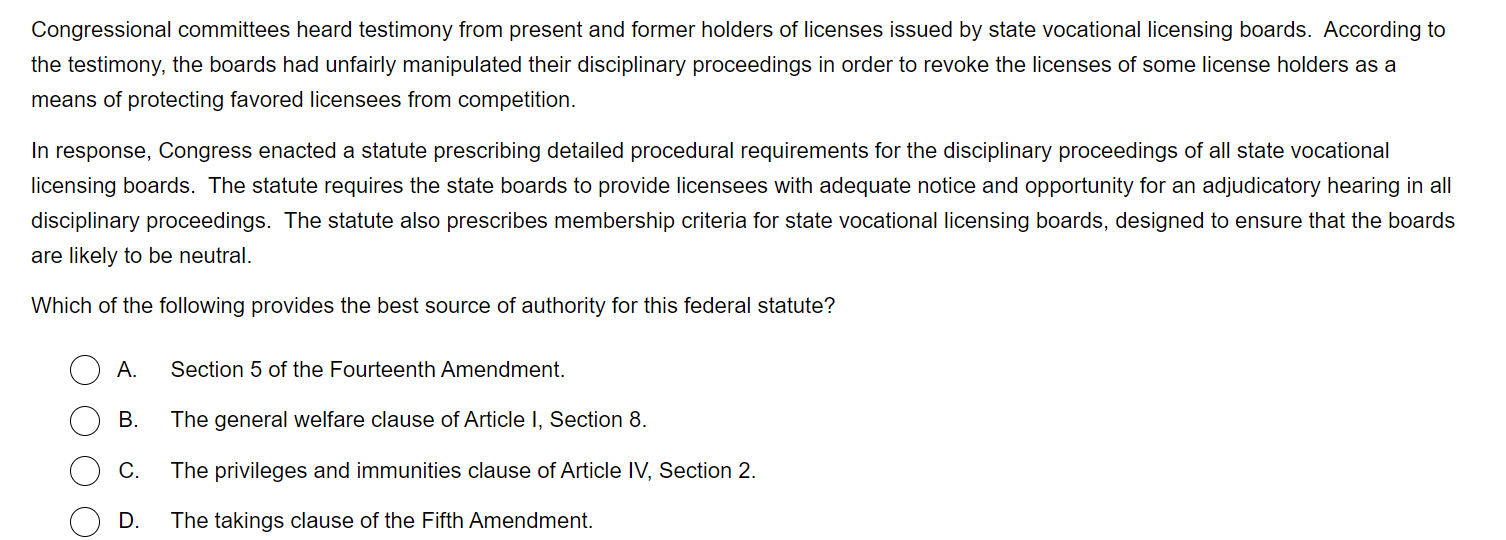 Congressional committees heard testimony from present and former holders of licenses issued by state vocational licensing boards.  According to
the testimony, the boards had unfairly manipulated their disciplinary proceedings in order to revoke the licenses of some license holders as a
means of protecting favored licensees from competition.
In response, Congress enacted a statute prescribing detailed procedural requirements for the disciplinary proceedings of all state vocational
licensing boards.  The statute requires the state boards to provide licensees with adequate notice and opportunity for an adjudicatory hearing in all
disciplinary proceedings.  The statute also prescribes membership criteria for state vocational licensing boards, designed to ensure that the boards
are likely to be neutral.
Which of the following provides the best source of authority for this federal statute?
A. Section 5 of the Fourteenth Amendment.
B. The general welfare clause of Article I, Section 8.
C. The privileges and immunities clause of Article IV, Section 2.
D. The takings clause of the Fifth Amendment.